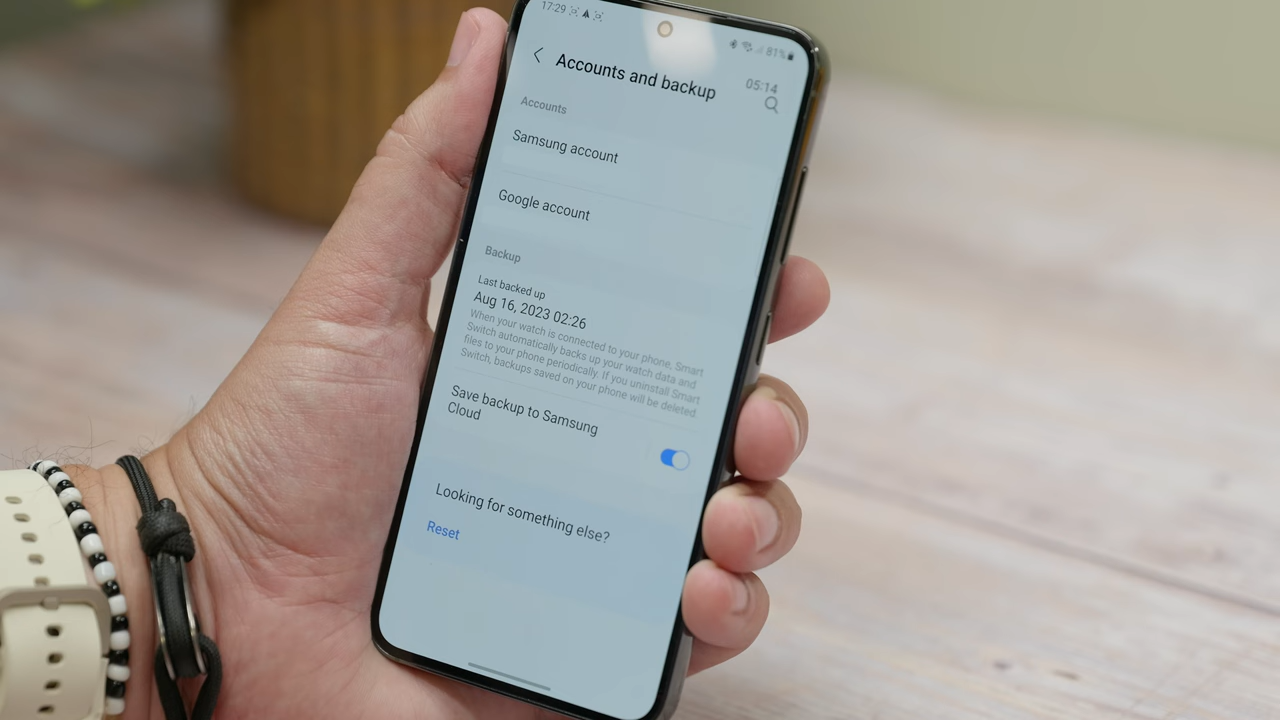 17:29
81%
Accounts and backup
05:14
Accounts
Samsung account
Google account
Backup
Last backed up
Aug 16, 2023 02:26
When your watch is connected to your phone, Smart
Switch automatically backs up your watch data and
files to your phone periodically. If you uninstall Smart
Switch, backups saved on your phone will be deleted.
Save backup to Samsung
Cloud
Looking for something else?
Reset